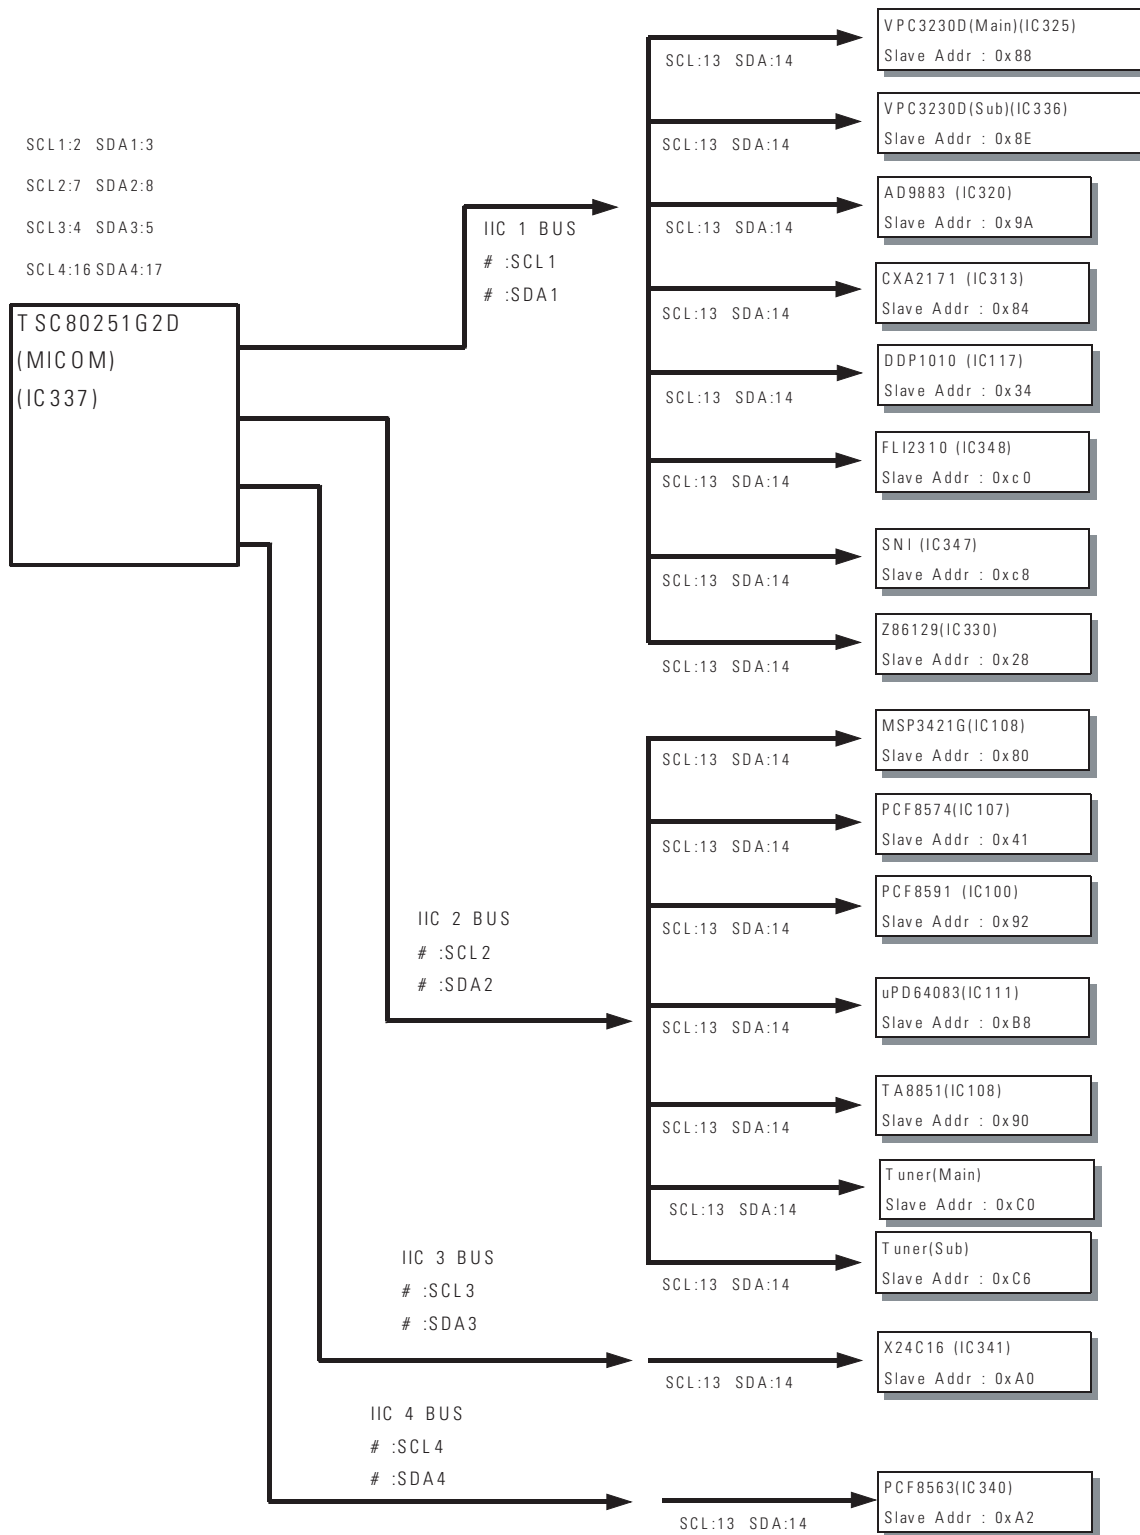 SCL1:2 SDA1:3
SCL2:7 SDA2:8
SCL3:4 SDA3:5
SCL4:16 SDA4:17
TSC80251G2D
(MICOM)
(IC337)
IIC 1 BUS
# :SCL1
# :SDA1
SCL:13 SDA:14
VPC3230D(Main)(IC325)
Slave Addr : 0x88
SCL:13 SDA:14
VPC3230D(Sub)(IC336)
Slave Addr : 0x8E
SCL:13 SDA:14
AD9883 (IC320)
Slave Addr : 0x9A
SCL:13 SDA:14
CXA2171 (IC313)
Slave Addr : 0x84
SCL:13 SDA:14
DDP1010 (IC117)
Slave Addr : 0x34
SCL:13 SDA:14
FLI2310 (IC348)
Slave Addr : 0xc0
SCL:13 SDA:14
SNI (IC347)
Slave Addr : 0xc8
SCL:13 SDA:14
Z86129(IC330)
Slave Addr : 0x28
IIC 2 BUS
# :SCL2
# :SDA2
SCL:13 SDA:14
MSP3421G(IC108)
Slave Addr : 0x80
SCL:13 SDA:14
PCF8574(IC107)
Slave Addr : 0x41
SCL:13 SDA:14
PCF8591 (IC100)
Slave Addr : 0x92
SCL:13 SDA:14
uPD64083(IC111)
Slave Addr : 0xB8
SCL:13 SDA:14
TA8851(IC108)
Slave Addr : 0x90
SCL:13 SDA:14
Tuner(Main)
Slave Addr : 0xC0
SCL:13 SDA:14
Tuner(Sub)
Slave Addr : 0xC6
IIC 3 BUS
# :SCL3
# :SDA3
SCL:13 SDA:14
X24C16 (IC341)
Slave Addr : 0xA0
IIC 4 BUS
# :SCL4
# :SDA4
SCL:13 SDA:14
PCF8563(IC340)
Slave Addr : 0xA2